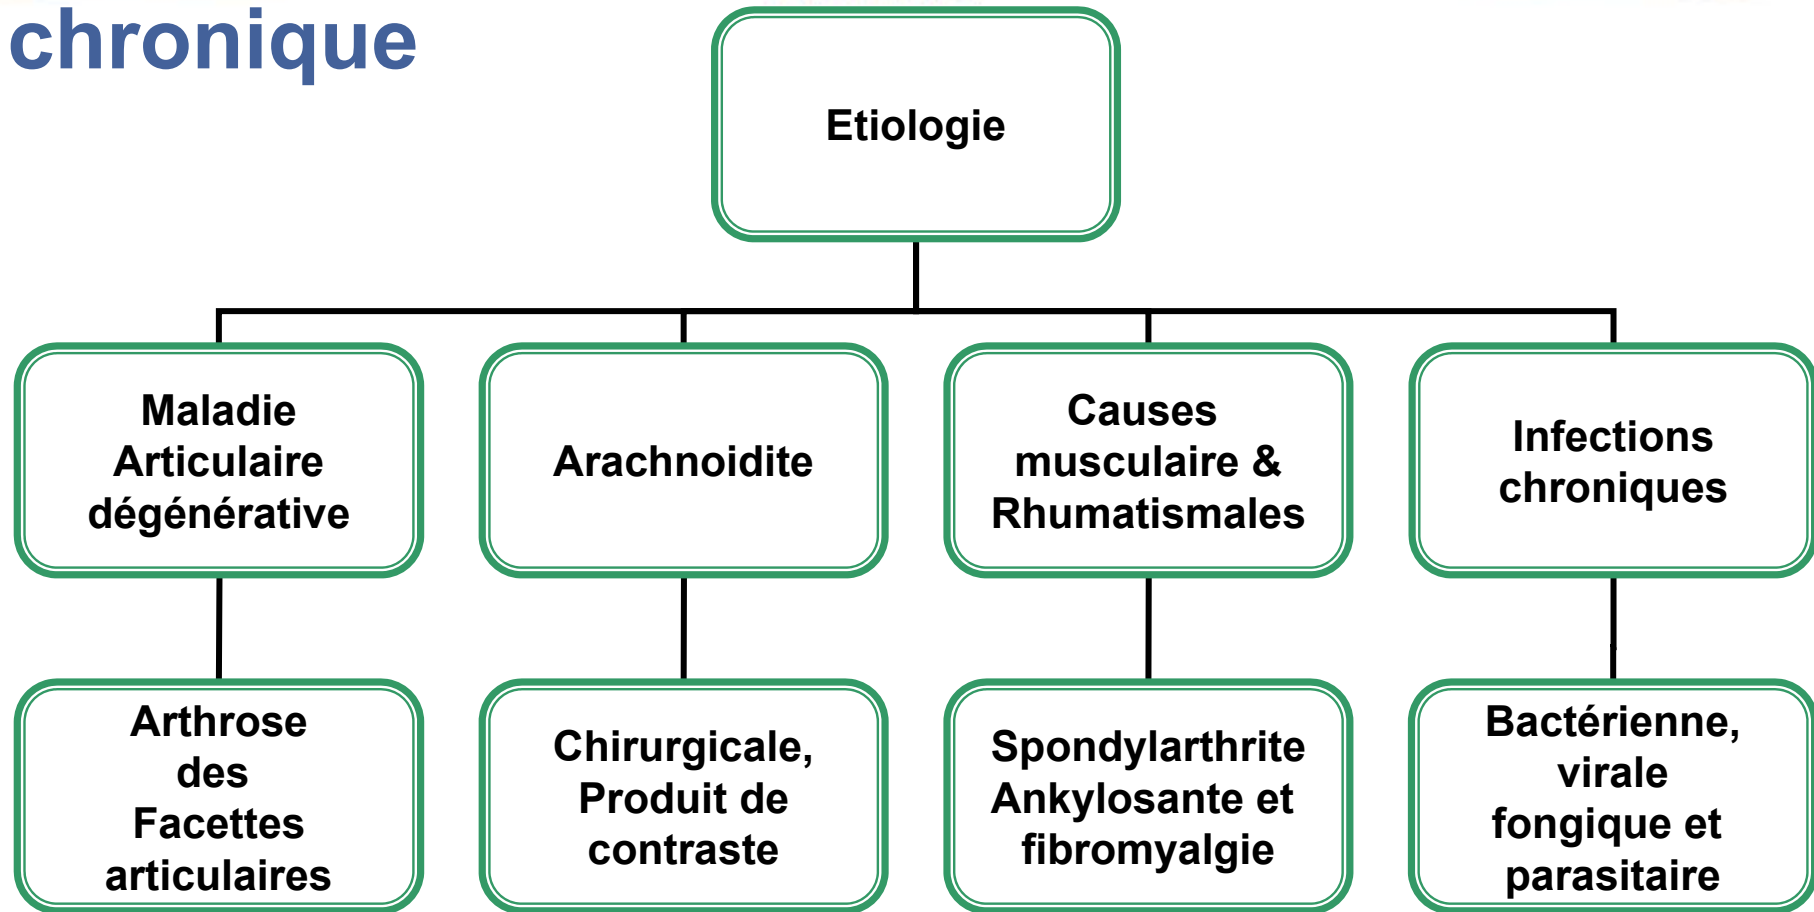 chronique
Etiologie
Maladie
Articulaire
dégénérative
Arachnoidite
Causes
musculaire &
Rhumatismales
Infections
chroniques
Arthrose
des
Facettes
articulaires
Chirurgicale,
Produit de
contraste
Spondylarthrite
Ankylosante et
fibromyalgie
Bactérienne,
virale
fongique et
parasitaire